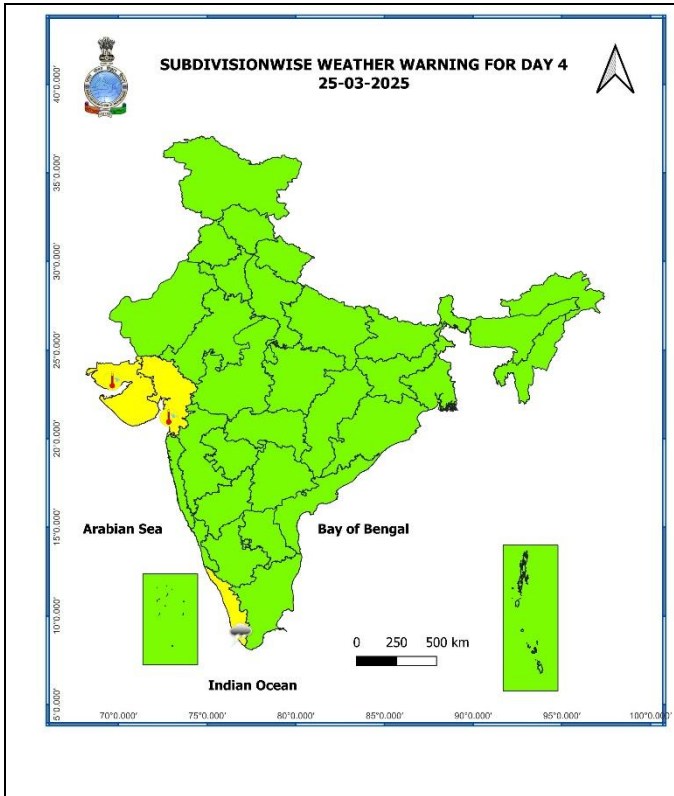 SUBDIVISIONWISE WEATHER WARNING FOR DAY 4
25-03-2025
40°0.000'
35°0.000'
30°0.000'
25°0.000'
20°0.000'
15°0.000'
10°0.000'
5°0.000'
Arabian Sea
Bay of Bengal
0 250 500 km
Indian Ocean
70°0.000' 75°0.000' 80°0.000' 85°0.000' 90°0.000' 95°0.000' 100°0.000'